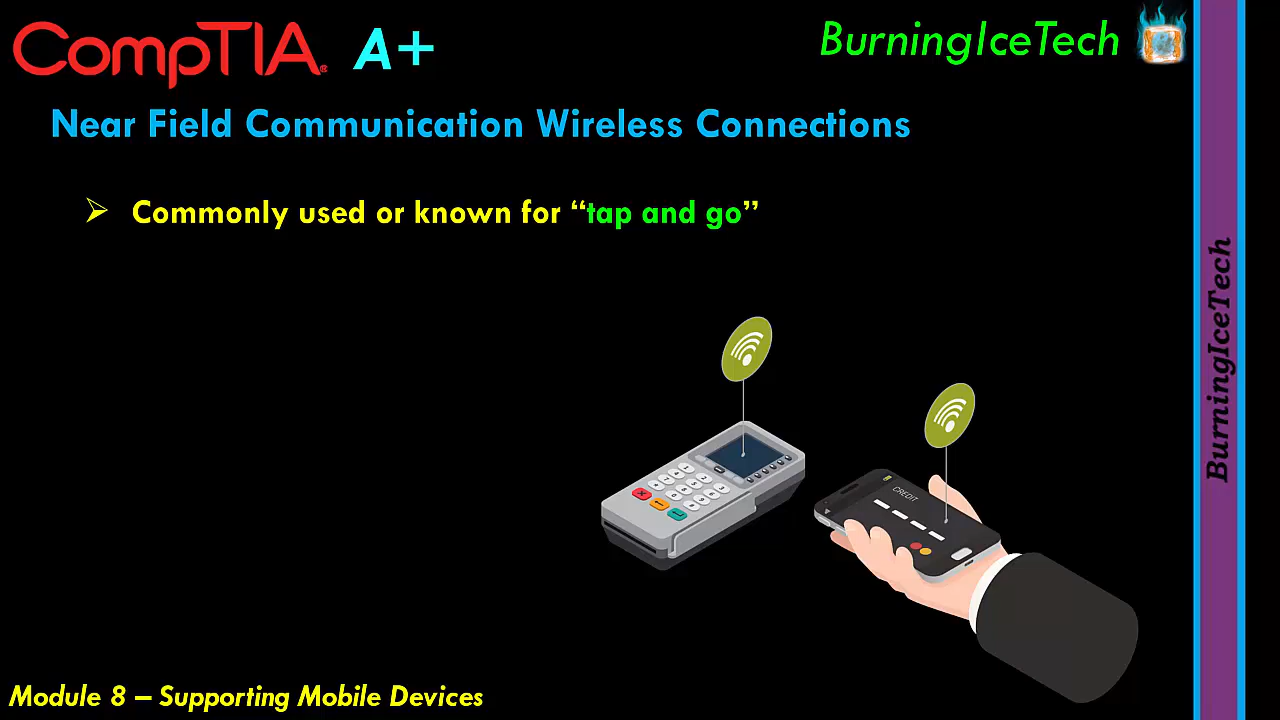 CompTIA® A+
BurningIceTech
Near Field Communication Wireless Connections
➢ Commonly used or known for “tap and go”
CREDIT
Module 8 – Supporting Mobile Devices
BurningIceTech